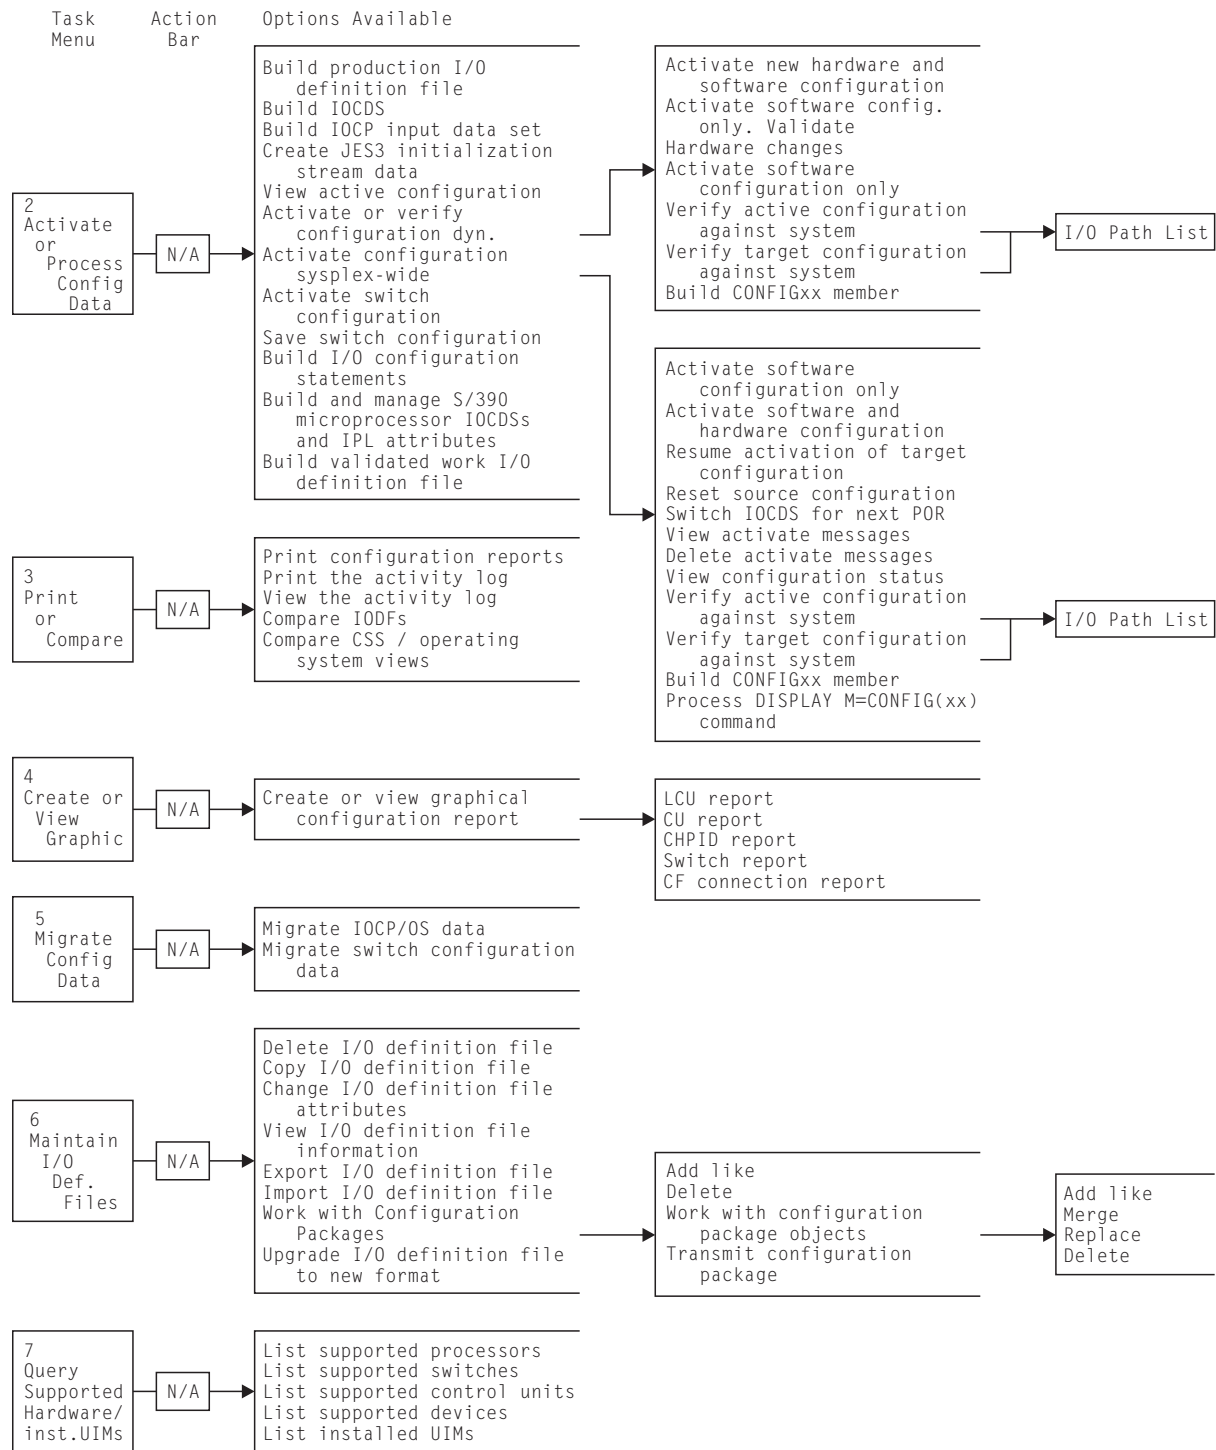 Task Menu
Action Bar
Options Available
2
Activate
or
Process
Config
Data
N/A
Build production I/O
definition file
Build IOCDS
Build IOCP input data set
Create JES3 initialization
stream data
View active configuration
Activate or verify
configuration dyn.
Activate configuration
sysplex-wide
Activate switch
configuration
Save switch configuration
Build I/O configuration
statements
Build and manage S/390
microprocessor IOCDSs
and IPL attributes
Build validated work I/O
definition file
Activate new hardware and
software configuration
Activate software config.
only. Validate
Hardware changes
Activate software
configuration only
Verify active configuration
against system
Verify target configuration
against system
Build CONFIGxx member
I/O Path List
Activate software
configuration only
Activate software and
hardware configuration
Resume activation of target
configuration
Reset source configuration
Switch IOCDS for next POR
View activate messages
Delete activate messages
View configuration status
Verify active configuration
against system
Verify target configuration
against system
Build CONFIGxx member
Process DISPLAY M=CONFIG(xx)
command
I/O Path List
3
Print
or
Compare
N/A
Print configuration reports
Print the activity log
View the activity log
Compare IODFs
Compare CSS / operating
system views
4
Create or
View
Graphic
N/A
Create or view graphical
configuration report
LCU report
CU report
CHPID report
Switch report
CF connection report
5
Migrate
Config
Data
N/A
Migrate IOCP/OS data
Migrate switch configuration
data
6
Maintain
I/O
Def.
Files
N/A
Delete I/O definition file
Copy I/O definition file
Change I/O definition file
attributes
View I/O definition file
information
Export I/O definition file
Import I/O definition file
Work with Configuration
Packages
Upgrade I/O definition file
to new format
Add like
Delete
Work with configuration
package objects
Transmit configuration
package
Add like
Merge
Replace
Delete
7
Query
Supported
Hardware/
inst.UIMs
N/A
List supported processors
List supported switches
List supported control units
List supported devices
List installed UIMs